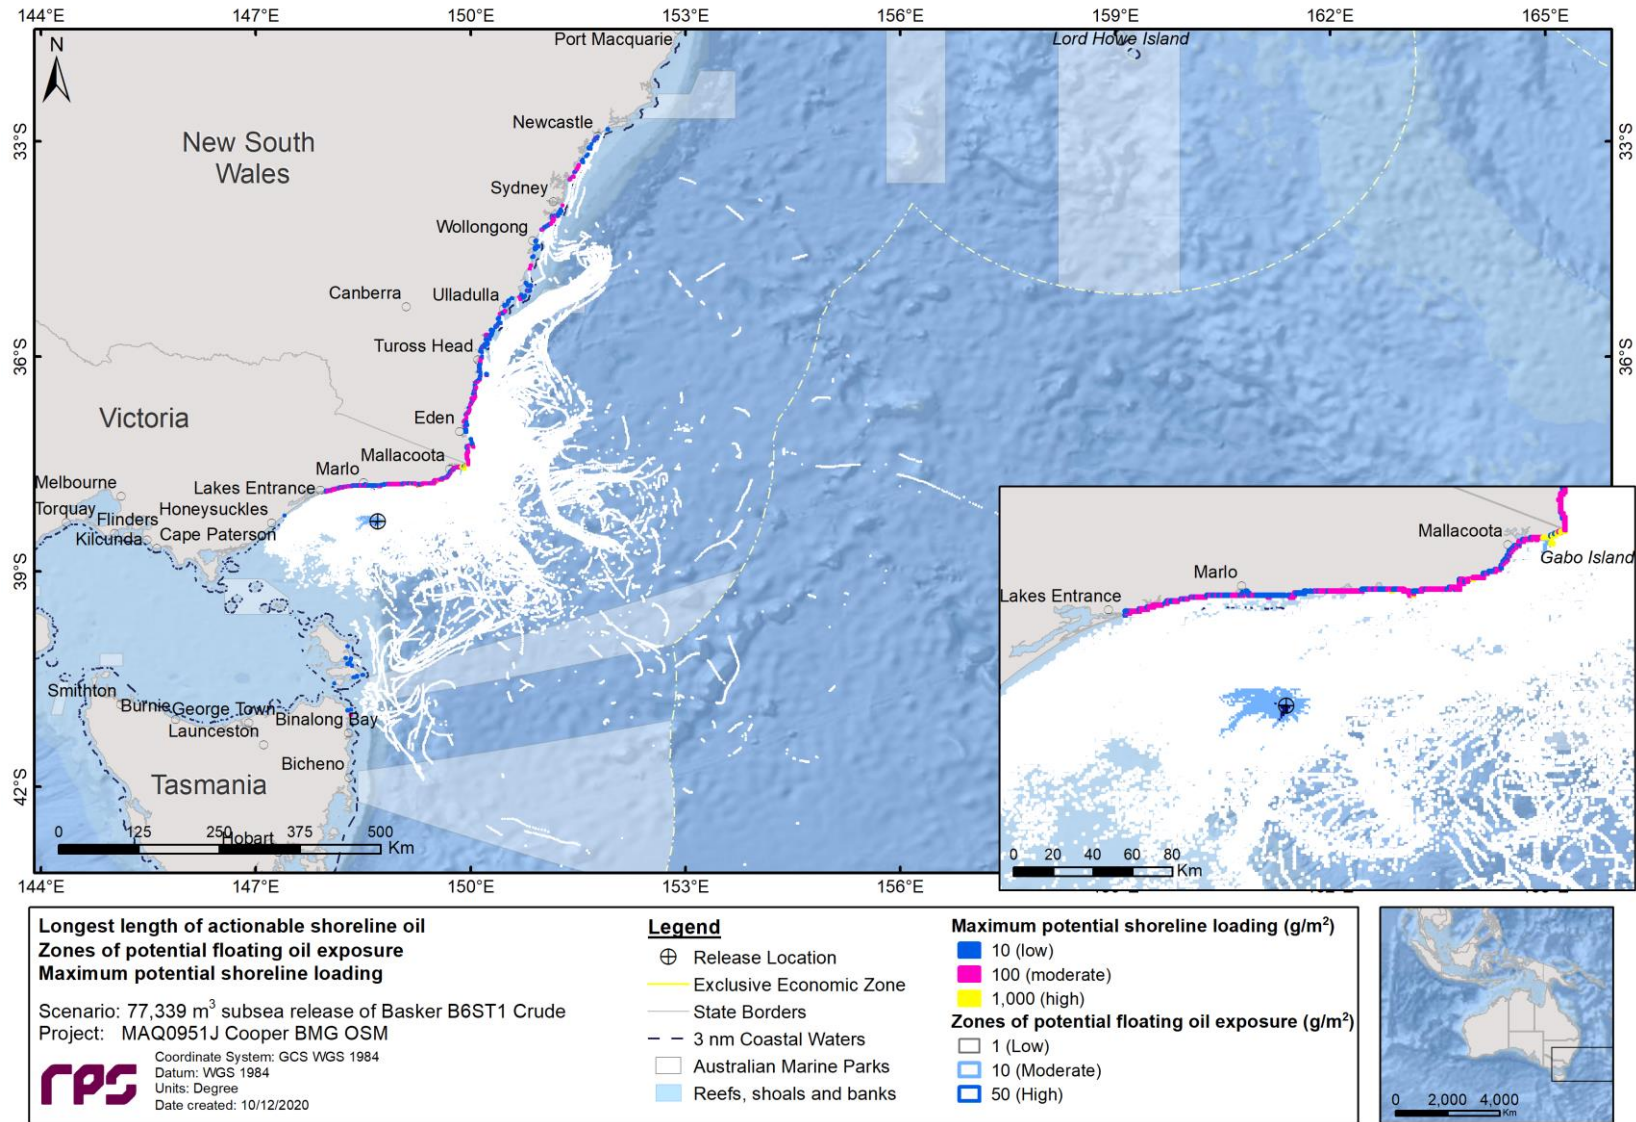 144°E 147°E 150°E 153°E 156°E 159°E 162°E 165°E
N
Port Macquarie
Lord Howe Island
33°S
33°S
Newcastle
New South
Wales
Sydney
Wollongong
Canberra
Ulladulla
36°S
36°S
Tuross Head
Victoria
Eden
Mallacoota
Marlo
Melbourne
Lakes Entrance
Torquay
Honeysuckles
Flinders
Cape Paterson
Kilcunda
39°S
Smithton
Burnie
George Town
Binalong Bay
Launceston
Bicheno
Tasmania
42°S
Hobart
0 125 250 375 500
Km
Mallacoota
Gabo Island
Marlo
Lakes Entrance
0 20 40 60 80
Km
144°E 147°E 150°E 153°E 156°E
Longest length of actionable shoreline oil
Zones of potential floating oil exposure
Maximum potential shoreline loading
Scenario: 77,339 m³ subsea release of Basker B6ST1 Crude
Project: MAQ0951J Cooper BMG OSM
rps
Coordinate System: GCS WGS 1984
Datum: WGS 1984
Units: Degree
Date created: 10/12/2020
Legend
Release Location
Exclusive Economic Zone
State Borders
3 nm Coastal Waters
Australian Marine Parks
Reefs, shoals and banks
Maximum potential shoreline loading (g/m²)
10 (low)
100 (moderate)
1,000 (high)
Zones of potential floating oil exposure (g/m²)
1 (Low)
10 (Moderate)
50 (High)
0 2,000 4,000
Km